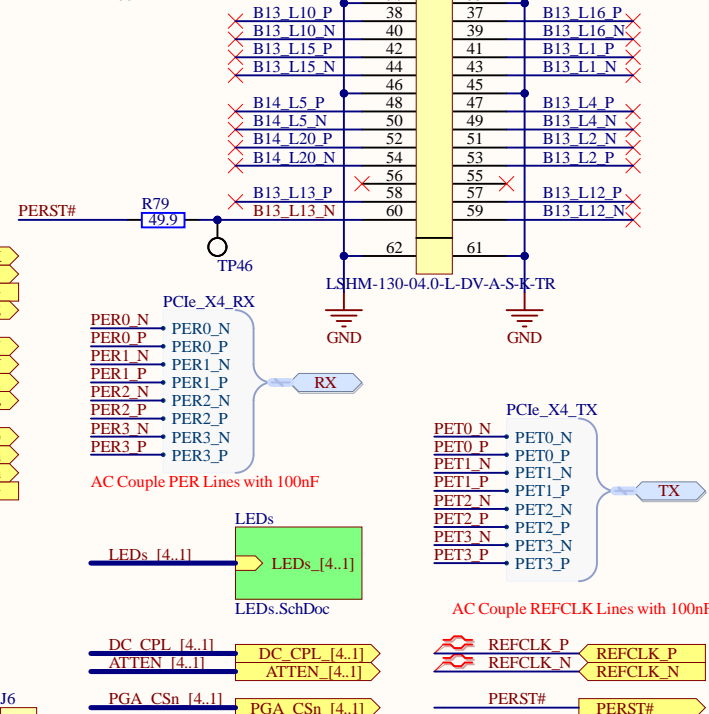 B13_L10_P 38 37 B13_L16_P
B13_L10_N 40 39 B13_L16_N
B13_L15_P 42 41 B13_L1_P
B13_L15_N 44 43 B13_L1_N
46 45
B14_L5_P 48 47 B13_L4_P
B14_L5_N 50 49 B13_L4_N
B14_L20_P 52 51 B13_L2_N
B14_L20_N 54 53 B13_L2_P
56 55
B13_L13_P 58 57 B13_L12_P
PERST# R79 49.9 B13_L13_N 60 59 B13_L12_N
TP46
62 61
LSHM-130-04.0-L-DV-A-S-K-TR
GND GND
PCIe_X4_RX
PER0_N PER0_N
PER0_P PER0_P
PER1_N PER1_N
PER1_P PER1_P
PER2_N PER2_N
PER2_P PER2_P
PER3_N PER3_N
PER3_P PER3_P
RX
AC Couple PER Lines with 100nF
PCIe_X4_TX
PET0_N PET0_N
PET0_P PET0_P
PET1_N PET1_N
PET1_P PET1_P
PET2_N PET2_N
PET2_P PET2_P
PET3_N PET3_N
PET3_P PET3_P
TX
LEDs
LEDs_[4..1] LEDs_[4..1]
LEDs.SchDoc
AC Couple REFCLK Lines with 100nF
DC_CPL_[4..1] DC_CPL_[4..1]
ATTEN_[4..1] ATTEN_[4..1]
REFCLK_P REFCLK_P
REFCLK_N REFCLK_N
J6
PGA_CSn_[4..1] PGA_CSn_[4..1]
PERST# PERST#